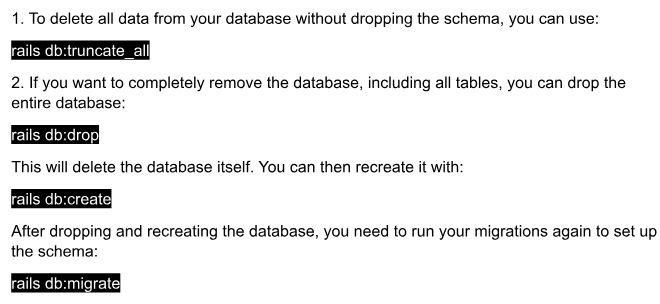 1. To delete all data from your database without dropping the schema, you can use:
rails db:truncate_all
2. If you want to completely remove the database, including all tables, you can drop the
entire database:
rails db:drop
This will delete the database itself. You can then recreate it with:
rails db:create
After dropping and recreating the database, you need to run your migrations again to set up
the schema:
rails db:migrate